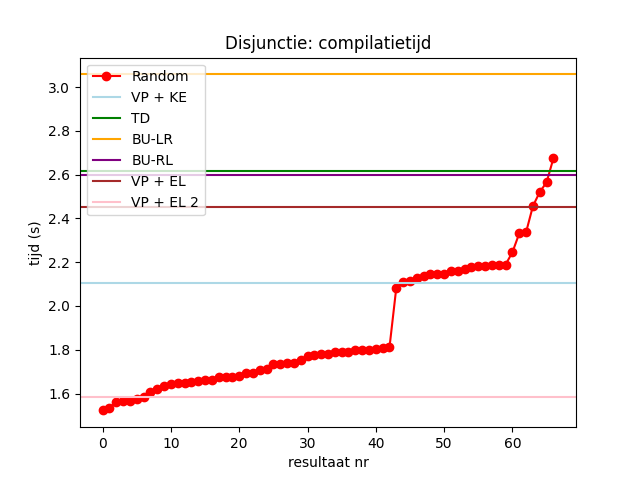 Disjunctie: compilatietijd
Random
VP + KE
TD
BU-LR
BU-RL
VP + EL
VP + EL 2
tijd (s)
3.0
2.8
2.6
2.4
2.2
2.0
1.8
1.6
0 10 20 30 40 50 60
resultaat nr